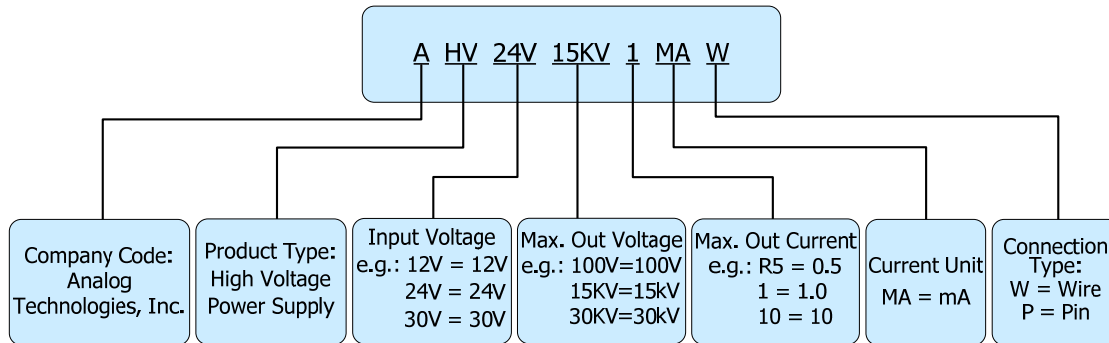 A HV 24V 15KV 1 MA W
Company Code:
Analog
Technologies, Inc.
Product Type:
High Voltage
Power Supply
Input Voltage
e.g.: 12V = 12V
24V = 24V
30V = 30V
Max. Out Voltage
e.g.: 100V=100V
15KV=15kV
30KV=30kV
Max. Out Current
e.g.: R5 = 0.5
1 = 1.0
10 = 10
Current Unit
MA = mA
Connection
Type:
W = Wire
P = Pin